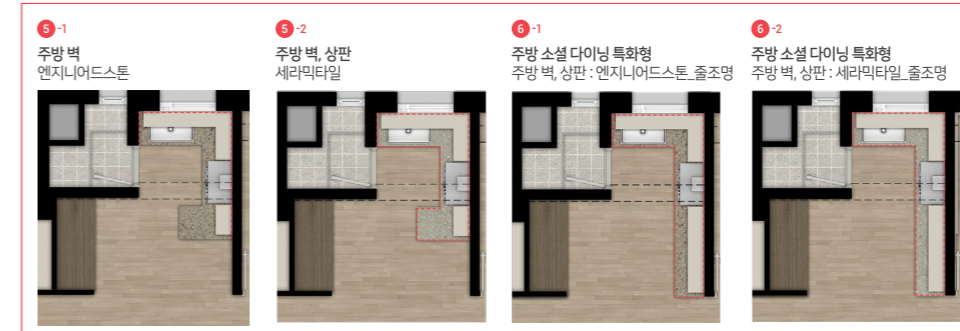 5-1
주방 벽
엔지니어드스톤
5-2
주방 벽, 상판
세라믹타일
6-1
주방 소셜 다이닝 특화형
주방 벽, 상판 : 엔지니어드스톤_줄조명
6-2
주방 소셜 다이닝 특화형
주방 벽, 상판 : 세라믹타일_줄조명